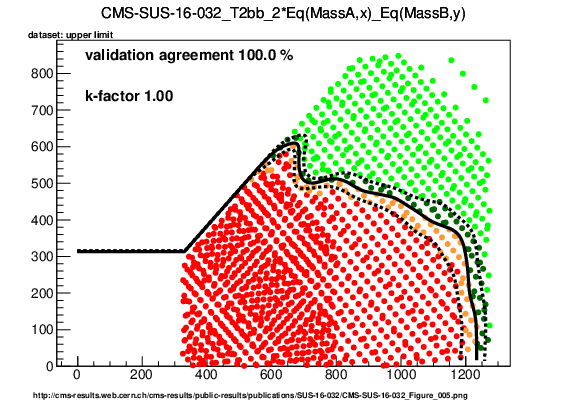 CMS-SUS-16-032_T2bb_2*Eq(MassA,x)_Eq(MassB,y)
dataset: upper limit
validation agreement 100.0 %
k-factor 1.00
800
700
600
500
400
300
200
100
0
0 200 400 600 800 1000 1200
http://cms-results.web.cern.ch/cms-results/public-results/publications/SUS-16-032/CMS-SUS-16-032_Figure_005.png